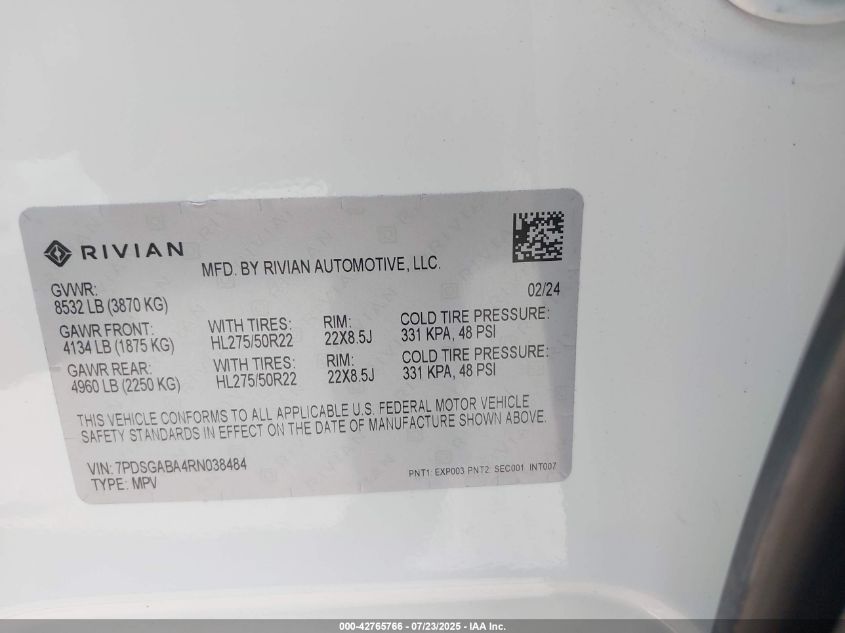 RIVIAN
MFD. BY RIVIAN AUTOMOTIVE, LLC.
02/24
GVWR:
8532 LB (3870 KG)
GAWR FRONT: WITH TIRES: RIM: COLD TIRE PRESSURE:
4134 LB (1875 KG) HL275/50R22 22X8.5J 331 KPA, 48 PSI
GAWR REAR: WITH TIRES: RIM: COLD TIRE PRESSURE:
4960 LB (2250 KG) HL275/50R22 22X8.5J 331 KPA, 48 PSI
THIS VEHICLE CONFORMS TO ALL APPLICABLE U.S. FEDERAL MOTOR VEHICLE
SAFETY STANDARDS IN EFFECT ON THE DATE OF MANUFACTURE SHOWN ABOVE.
VIN: 7PDSGABA4RN038484
TYPE: MPV
PNT1: EXP003 PNT2: SEC001 INT007
000-42765766 - 07/23/2025 - IAA Inc.